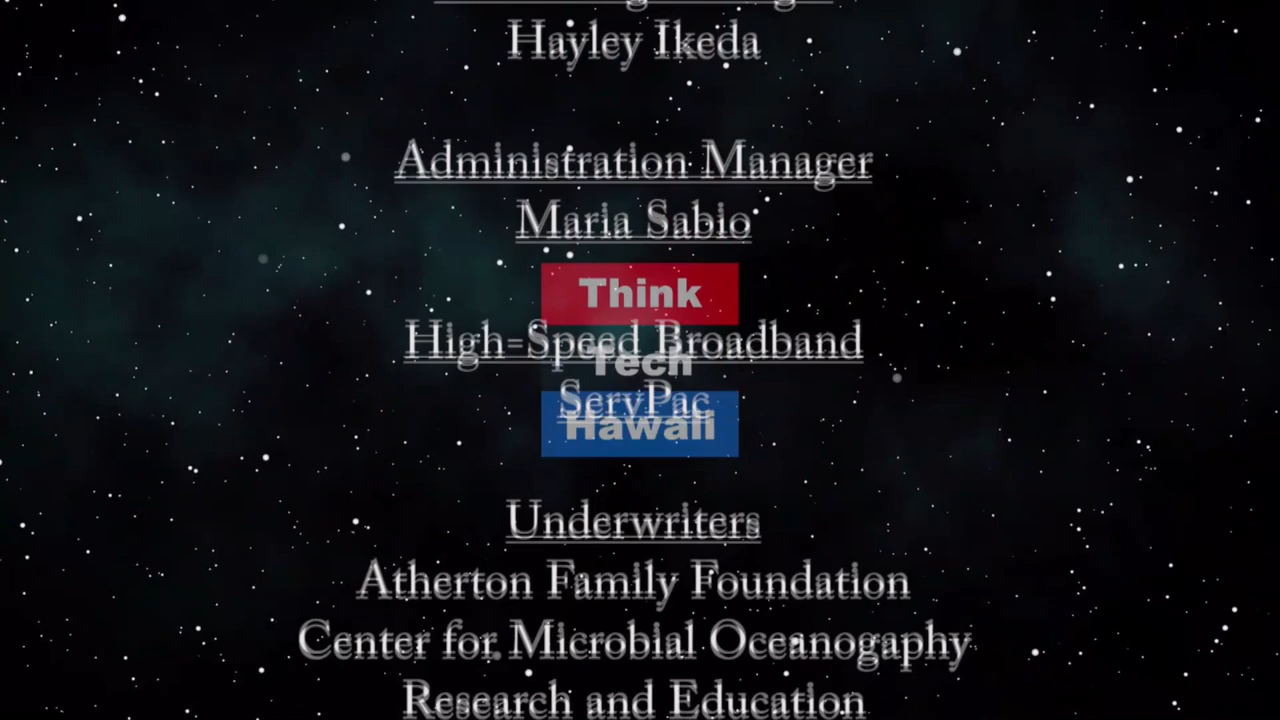 Hayley Ikeda
Administration Manager
Maria Sabio
Think
High-Speed Broadband
Tech
ServPac
Hawaii
Underwriters
Atherton Family Foundation
Center for Microbial Oceanogaphy
Research and Education